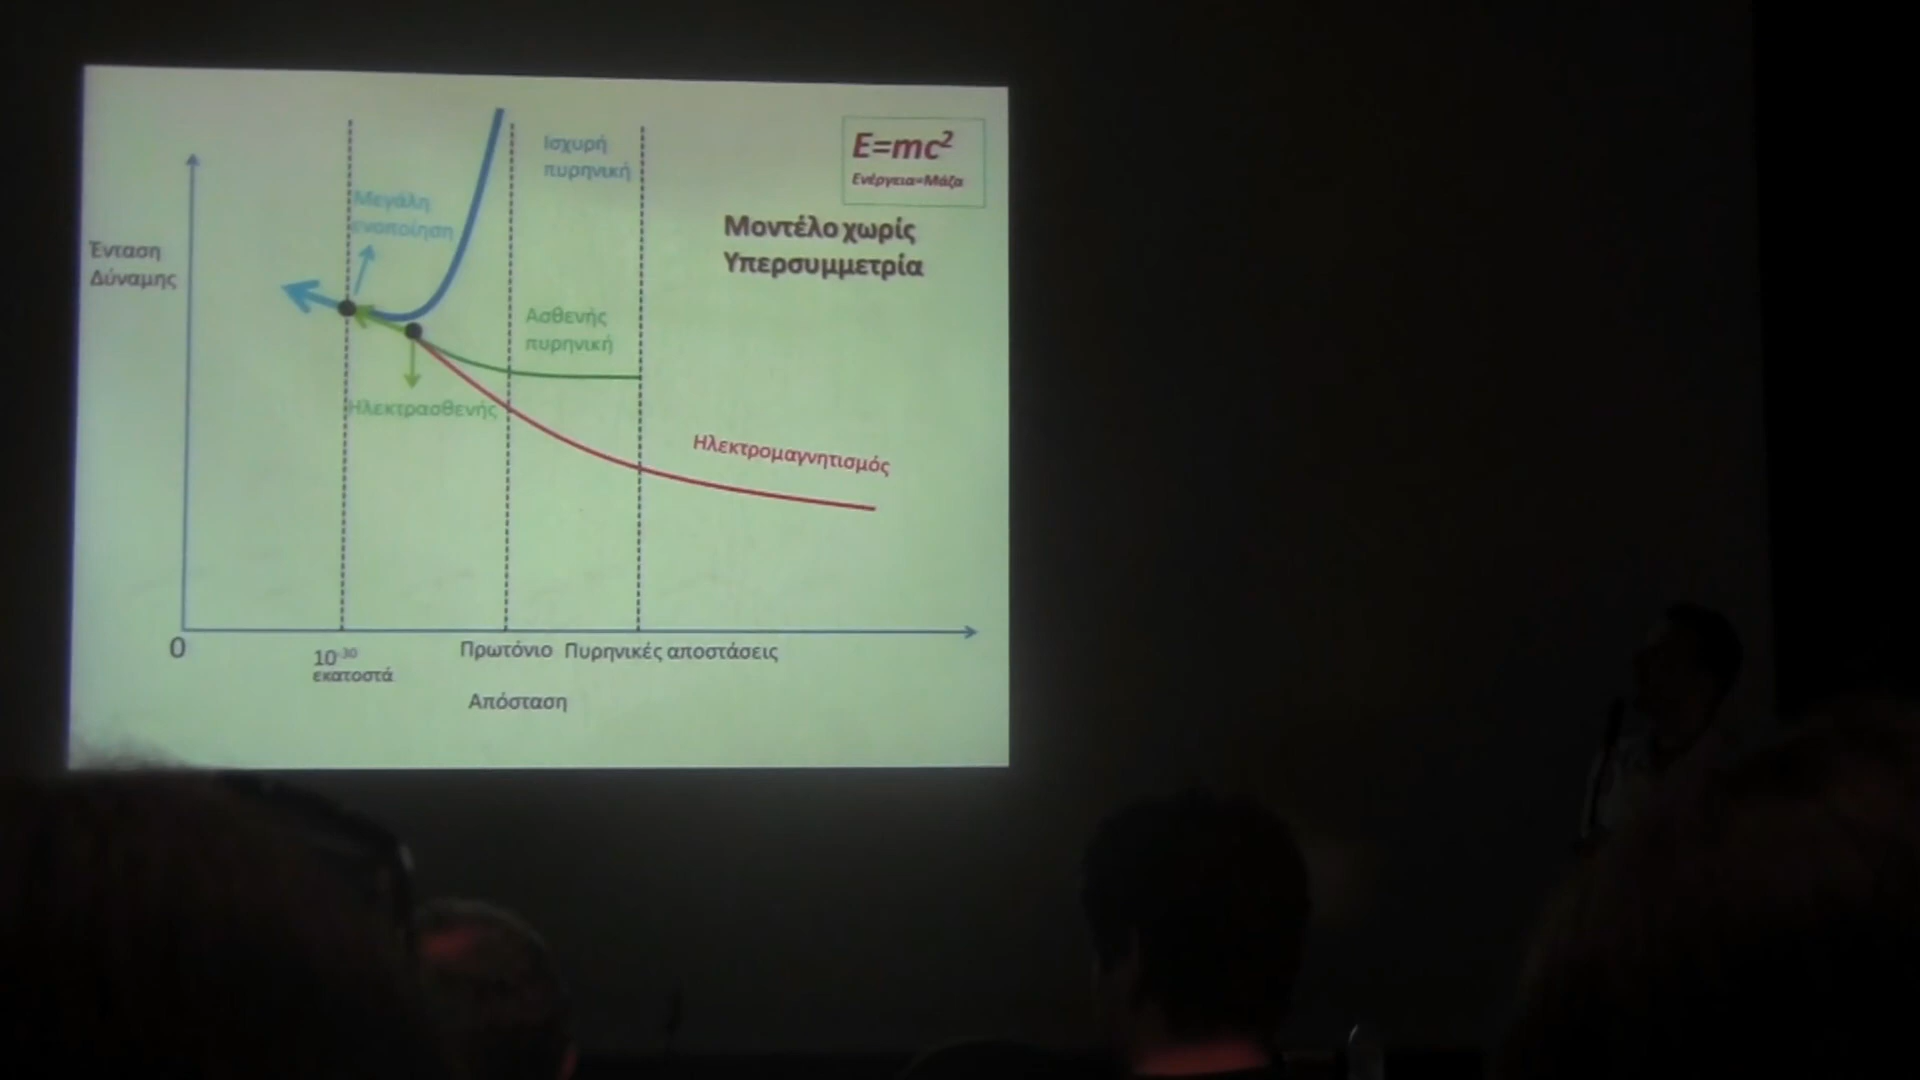 E=mc²
Ενέργεια=Μάζα
Μοντέλο χωρίς
Υπερσυμμετρία
Ισχυρή
πυρηνική
Μεγάλη
ενοποίηση
Ένταση
Δύναμης
Ασθενής
πυρηνική
Ηλεκτρασθενής
Ηλεκτρομαγνητισμός
0
10⁻³⁰
εκατοστά
Πρωτόνιο
Πυρηνικές αποστάσεις
Απόσταση